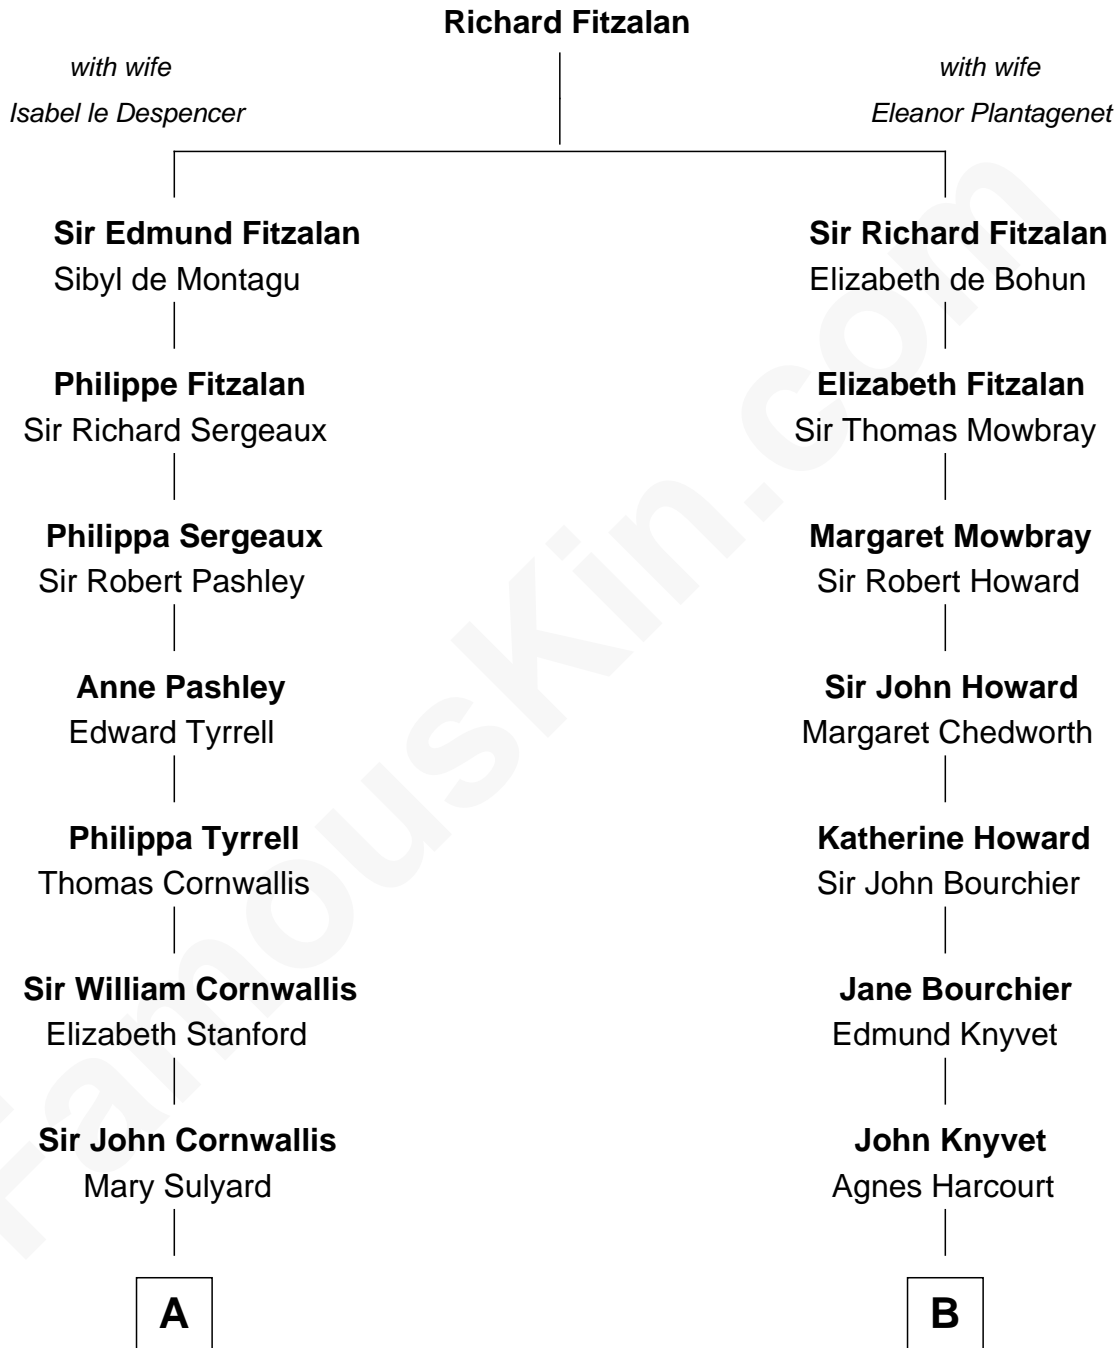 Richard Fitzalan
with wife
Isabel le Despencer
with wife
Eleanor Plantagenet
Sir Edmund Fitzalan
Sibyl de Montagu
Sir Richard Fitzalan
Elizabeth de Bohun
Philippe Fitzalan
Sir Richard Sergeaux
Elizabeth Fitzalan
Sir Thomas Mowbray
Philippa Sergeaux
Sir Robert Pashley
Margaret Mowbray
Sir Robert Howard
Anne Pashley
Edward Tyrrell
Sir John Howard
Margaret Chedworth
Philippa Tyrrell
Thomas Cornwallis
Katherine Howard
Sir John Bourchier
Sir William Cornwallis
Elizabeth Stanford
Jane Bourchier
Edmund Knyvet
Sir John Cornwallis
Mary Sulyard
John Knyvet
Agnes Harcourt
A
B
FamousKin.com